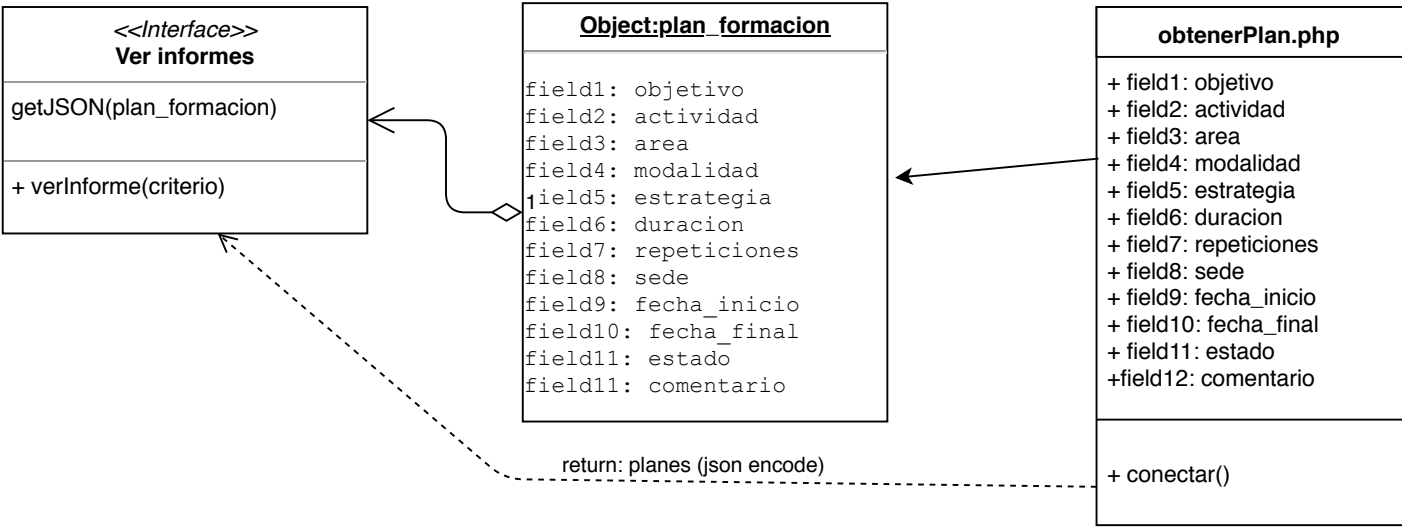 <<Interface>>
Ver informes
getJSON(plan_formacion)
+ verInforme(criterio)
Object:plan_formacion
field1: objetivo
field2: actividad
field3: area
field4: modalidad
1ield5: estrategia
field6: duracion
field7: repeticiones
field8: sede
field9: fecha_inicio
field10: fecha_final
field11: estado
field11: comentario
return: planes (json encode)
obtenerPlan.php
+ field1: objetivo
+ field2: actividad
+ field3: area
+ field4: modalidad
+ field5: estrategia
+ field6: duracion
+ field7: repeticiones
+ field8: sede
+ field9: fecha_inicio
+ field10: fecha_final
+ field11: estado
+field12: comentario
+ conectar()